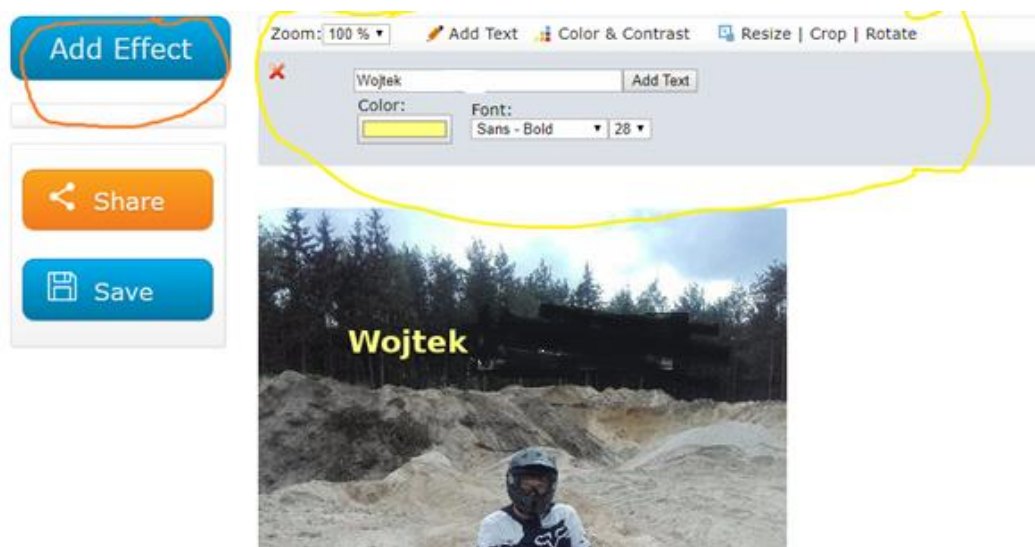 Add Effect
Zoom: 100 % Add Text Color & Contrast Resize | Crop | Rotate
Wojtek Add Text
Color: Font:
Sans - Bold 28
Share
Save
Wojtek
FOX